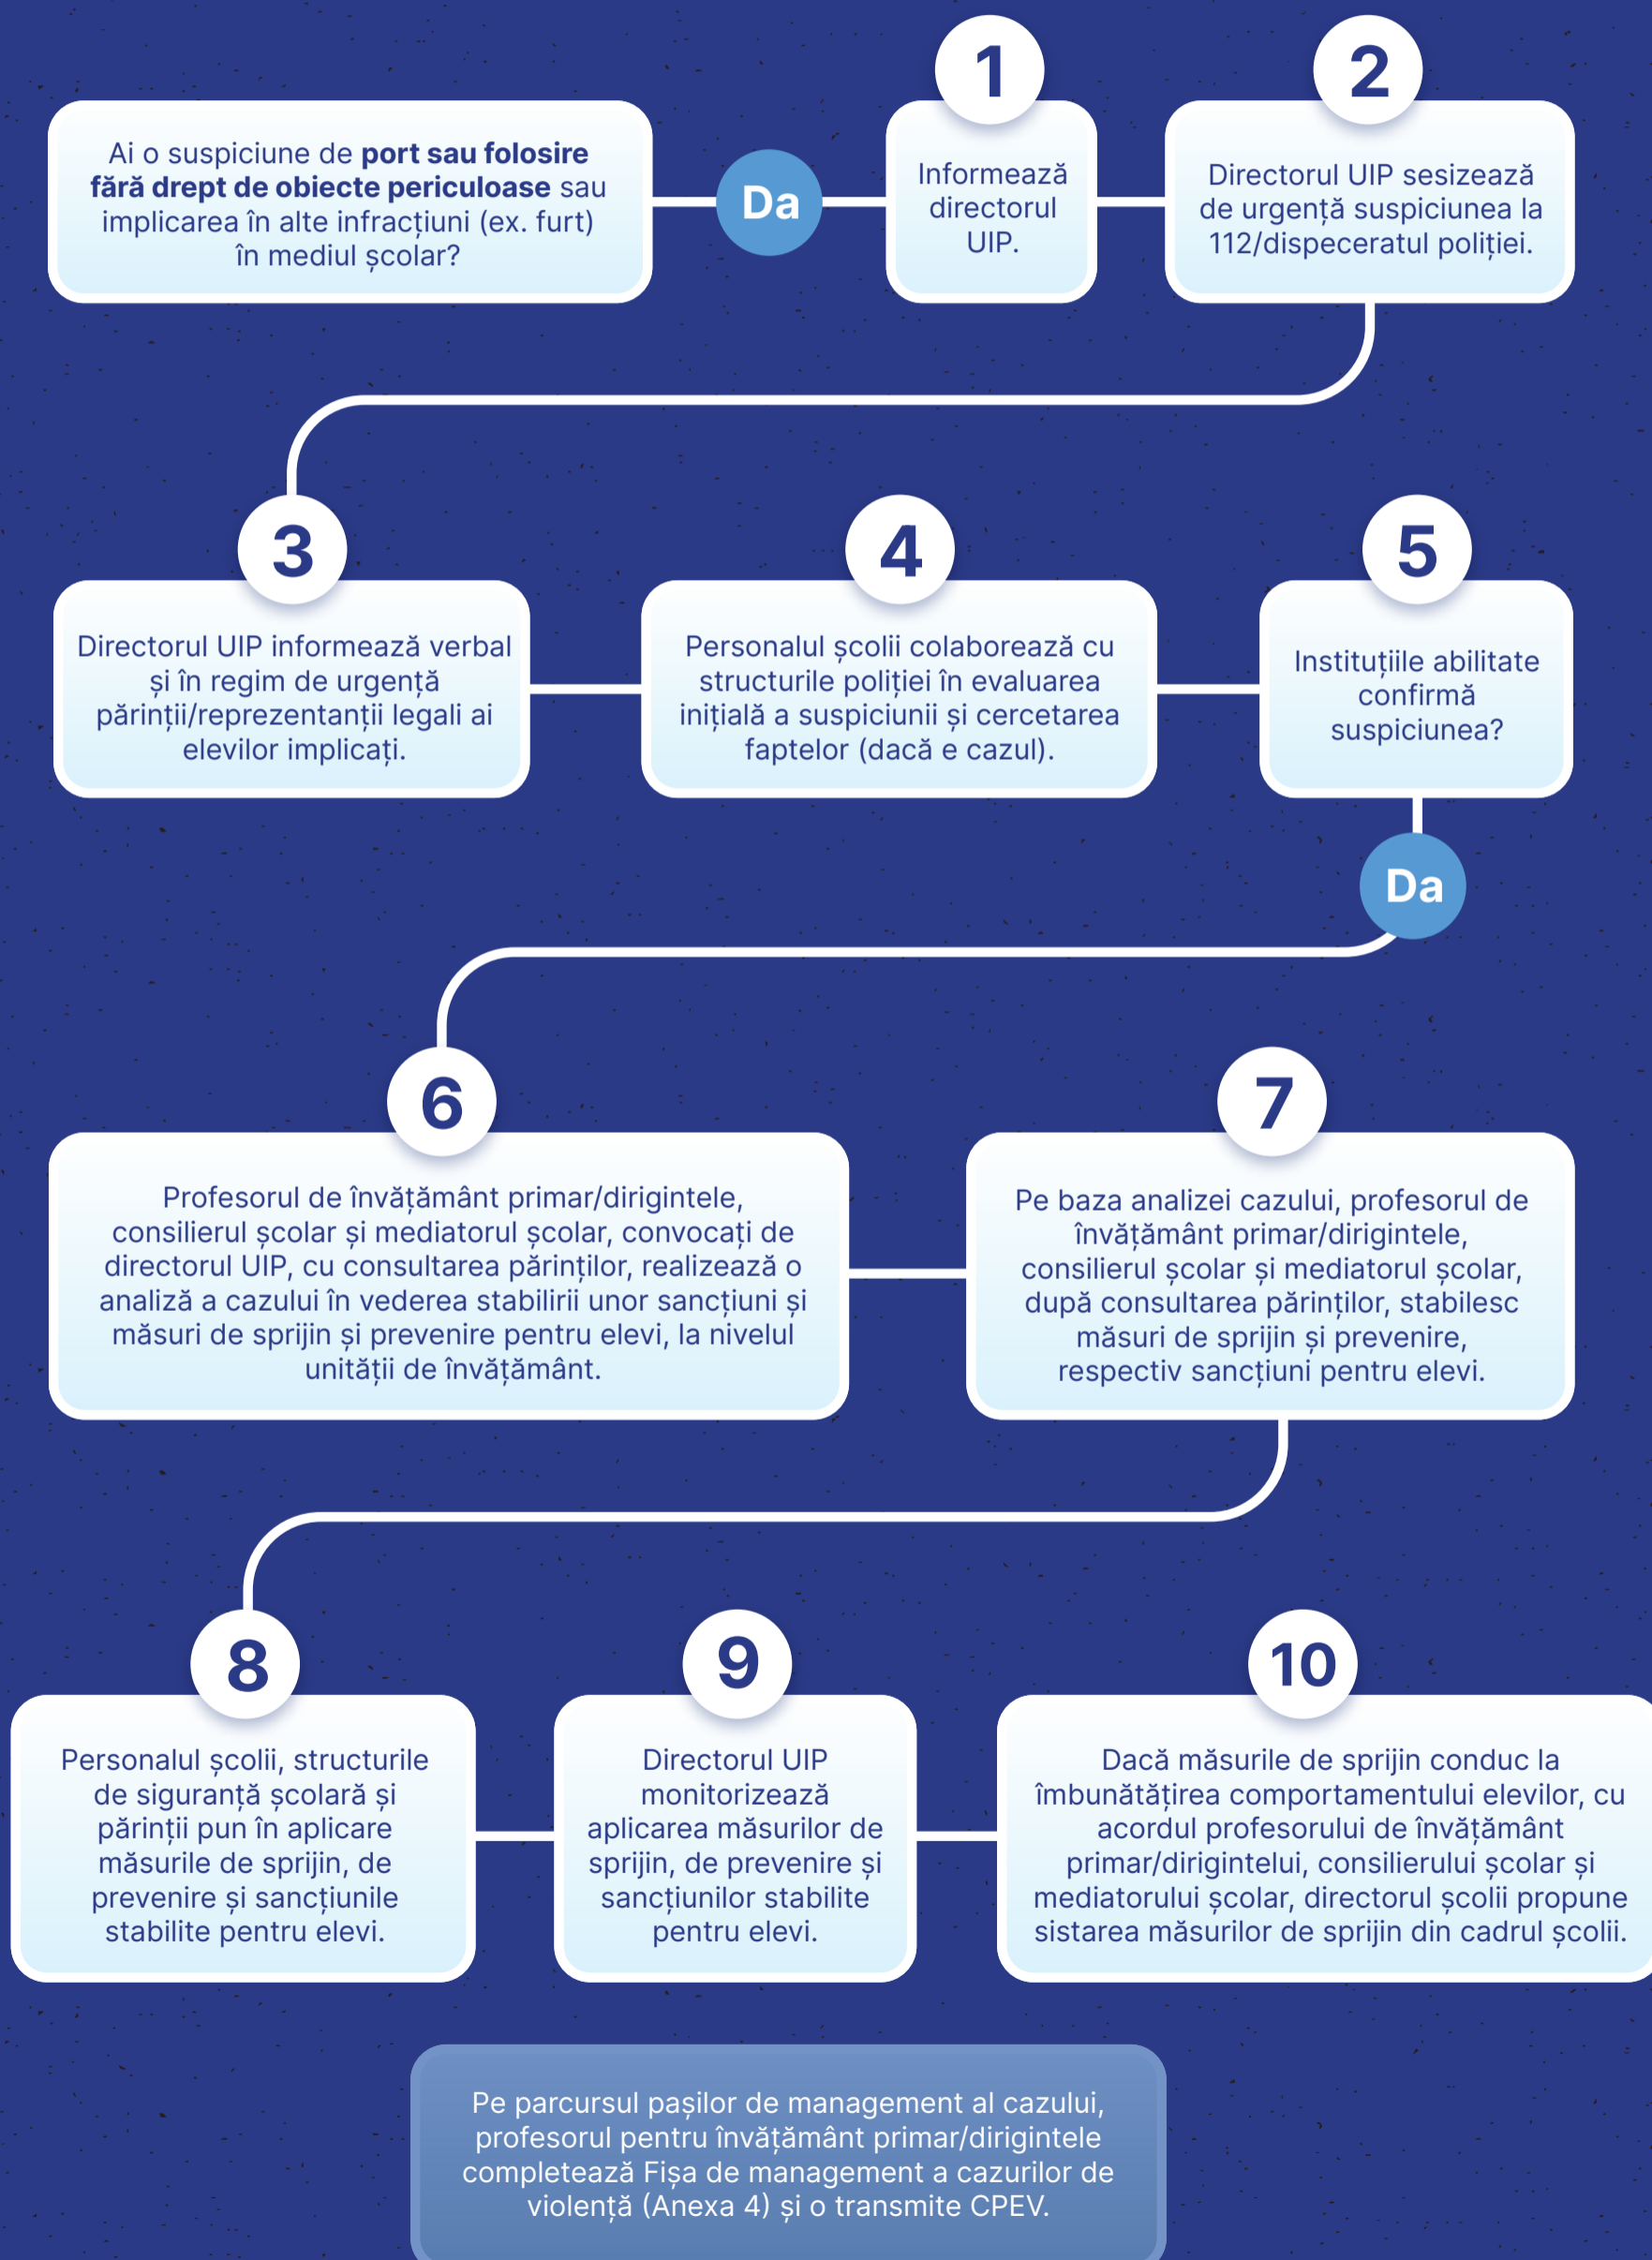 Ai o suspiciune de port sau folosire
fără drept de obiecte periculoase sau
implicarea în alte infracțiuni (ex. furt)
în mediul școlar?
Da
1
Informează
directorul
UIP.
2
Directorul UIP sesizează
de urgență suspiciunea la
112/dispeceratul poliției.
3
Directorul UIP informează verbal
și în regim de urgență
părinții/reprezentanții legali ai
elevilor implicați.
4
Personalul școlii colaborează cu
structurile poliției în evaluarea
inițială a suspiciunii și cercetarea
faptelor (dacă e cazul).
5
Instituțiile abilitate
confirmă
suspiciunea?
Da
6
Profesorul de învățământ primar/dirigintele,
consilierul școlar și mediatorul școlar, convocați de
directorul UIP, cu consultarea părinților, realizează o
analiză a cazului în vederea stabilirii unor sancțiuni și
măsuri de sprijin și prevenire pentru elevi, la nivelul
unității de învățământ.
7
Pe baza analizei cazului, profesorul de
învățământ primar/dirigintele,
consilierul școlar și mediatorul școlar,
după consultarea părinților, stabilesc
măsuri de sprijin și prevenire,
respectiv sancțiuni pentru elevi.
8
Personalul școlii, structurile
de siguranță școlară și
părinții pun în aplicare
măsurile de sprijin, de
prevenire și sancțiunile
stabilite pentru elevi.
9
Directorul UIP
monitorizează
aplicarea măsurilor de
sprijin, de prevenire și
sancțiunilor stabilite
pentru elevi.
10
Dacă măsurile de sprijin conduc la
îmbunătățirea comportamentului elevilor, cu
acordul profesorului de învățământ
primar/dirigintelui, consilierului școlar și
mediatorului școlar, directorul școlii propune
sistarea măsurilor de sprijin din cadrul școlii.
Pe parcursul pașilor de management al cazului,
profesorul pentru învățământ primar/dirigintele
completează Fișa de management a cazurilor de
violență (Anexa 4) și o transmite CPEV.